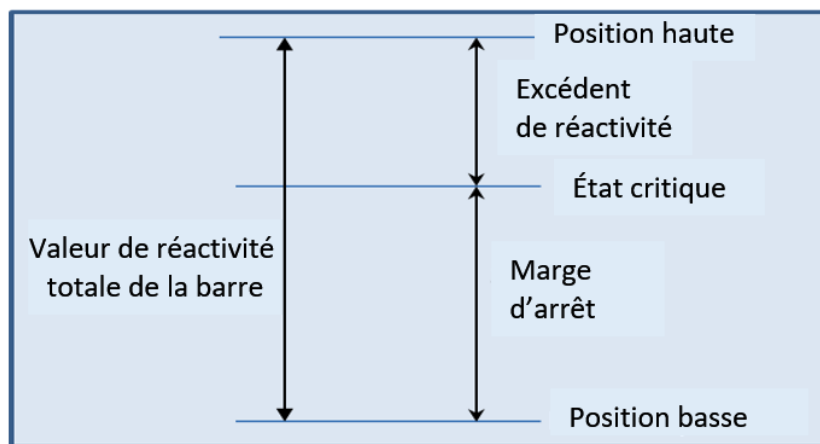 Position haute
Excédent
de réactivité
État critique
Valeur de réactivité
totale de la barre
Marge
d’arrêt
Position basse